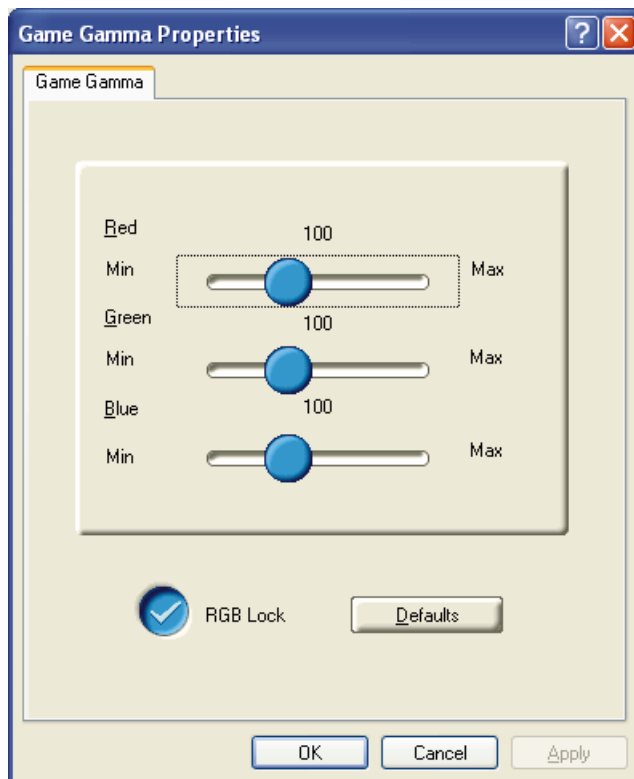 Game Gamma Properties
Game Gamma
Red
100
Min Max
Green
100
Min Max
Blue
100
Min Max
RGB Lock Defaults
OK Cancel Apply